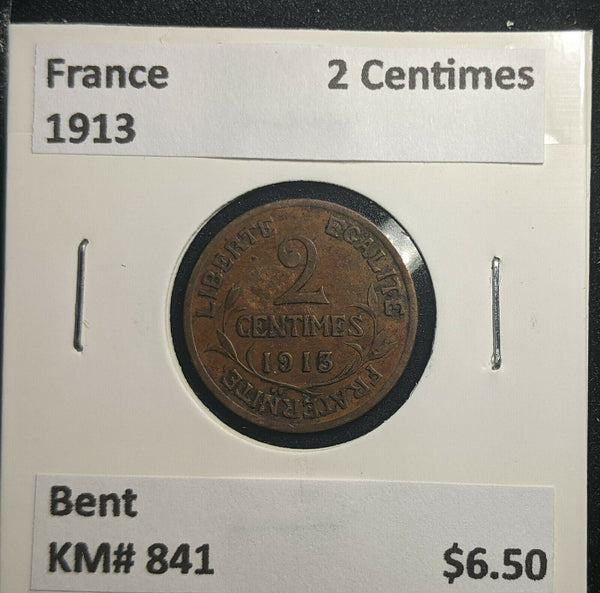 France 2 Centimes
1913
LIBERTE EGALITE
2
CENTIMES
1913
FRATERNITE
Bent
KM# 841 $6.50